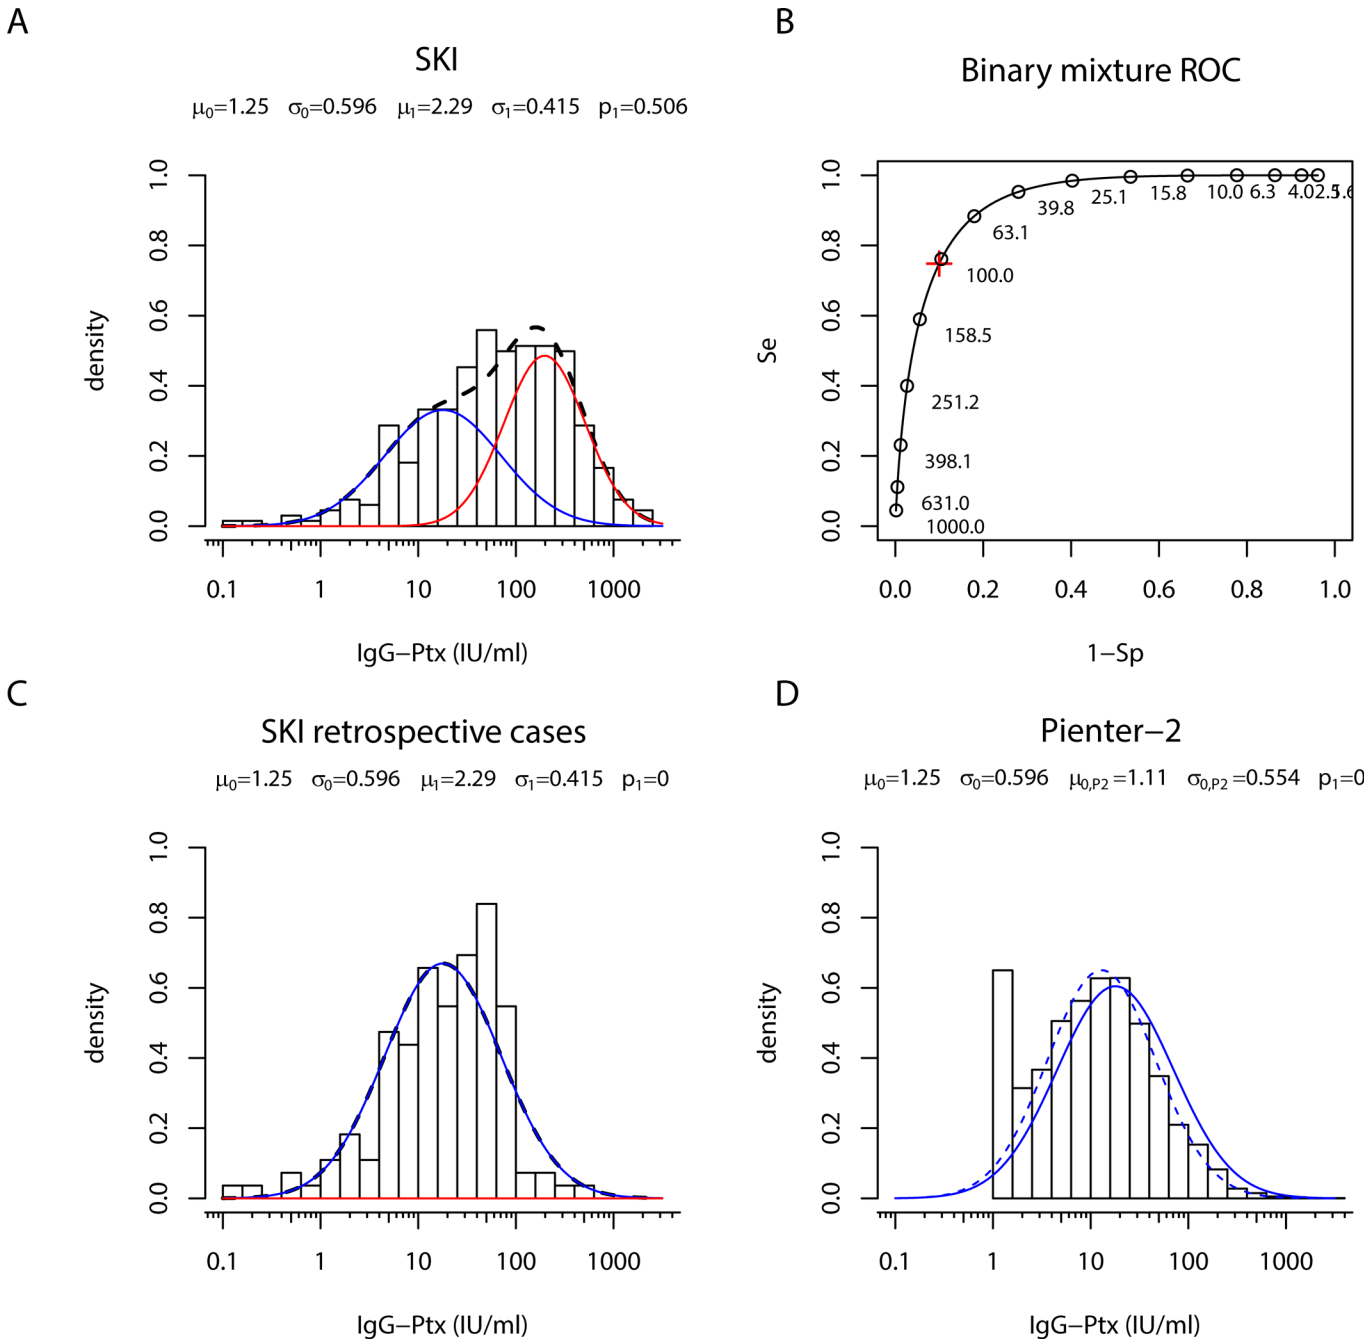 A
SKI
μ0=1.25 σ0=0.596 μ1=2.29 σ1=0.415 p1=0.506
density
0.0 0.2 0.4 0.6 0.8 1.0
0.1 1 10 100 1000
IgG−Ptx (IU/ml)
B
Binary mixture ROC
Se
0.0 0.2 0.4 0.6 0.8 1.0
39.8 25.1 15.8 10.0 6.3 4.0 2.5 1.6
63.1
100.0
158.5
251.2
398.1
631.0
1000.0
0.0 0.2 0.4 0.6 0.8 1.0
1−Sp
C
SKI retrospective cases
μ0=1.25 σ0=0.596 μ1=2.29 σ1=0.415 p1=0
density
0.0 0.2 0.4 0.6 0.8 1.0
0.1 1 10 100 1000
IgG−Ptx (IU/ml)
D
Pienter−2
μ0=1.25 σ0=0.596 μ0,P2=1.11 σ0,P2=0.554 p1=0
density
0.0 0.2 0.4 0.6 0.8 1.0
0.1 1 10 100 1000
IgG−Ptx (IU/ml)